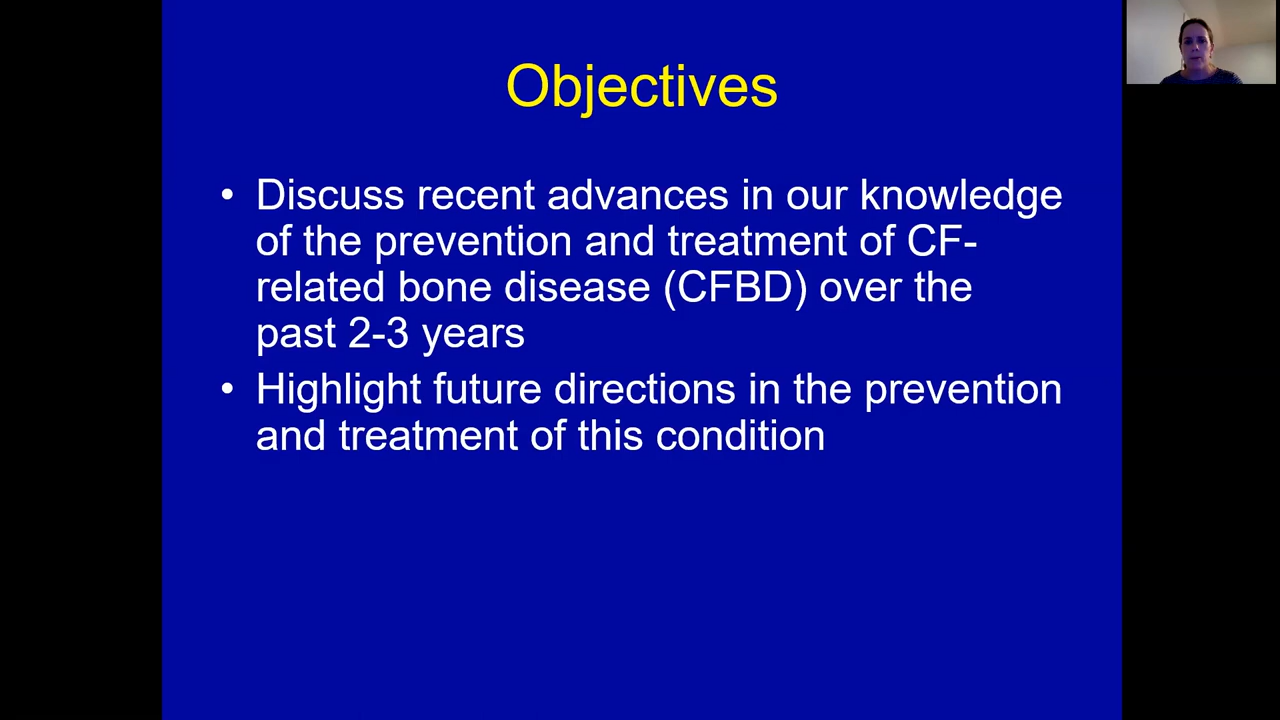 Objectives
• Discuss recent advances in our knowledge
of the prevention and treatment of CF-
related bone disease (CFBD) over the
past 2-3 years
• Highlight future directions in the prevention
and treatment of this condition